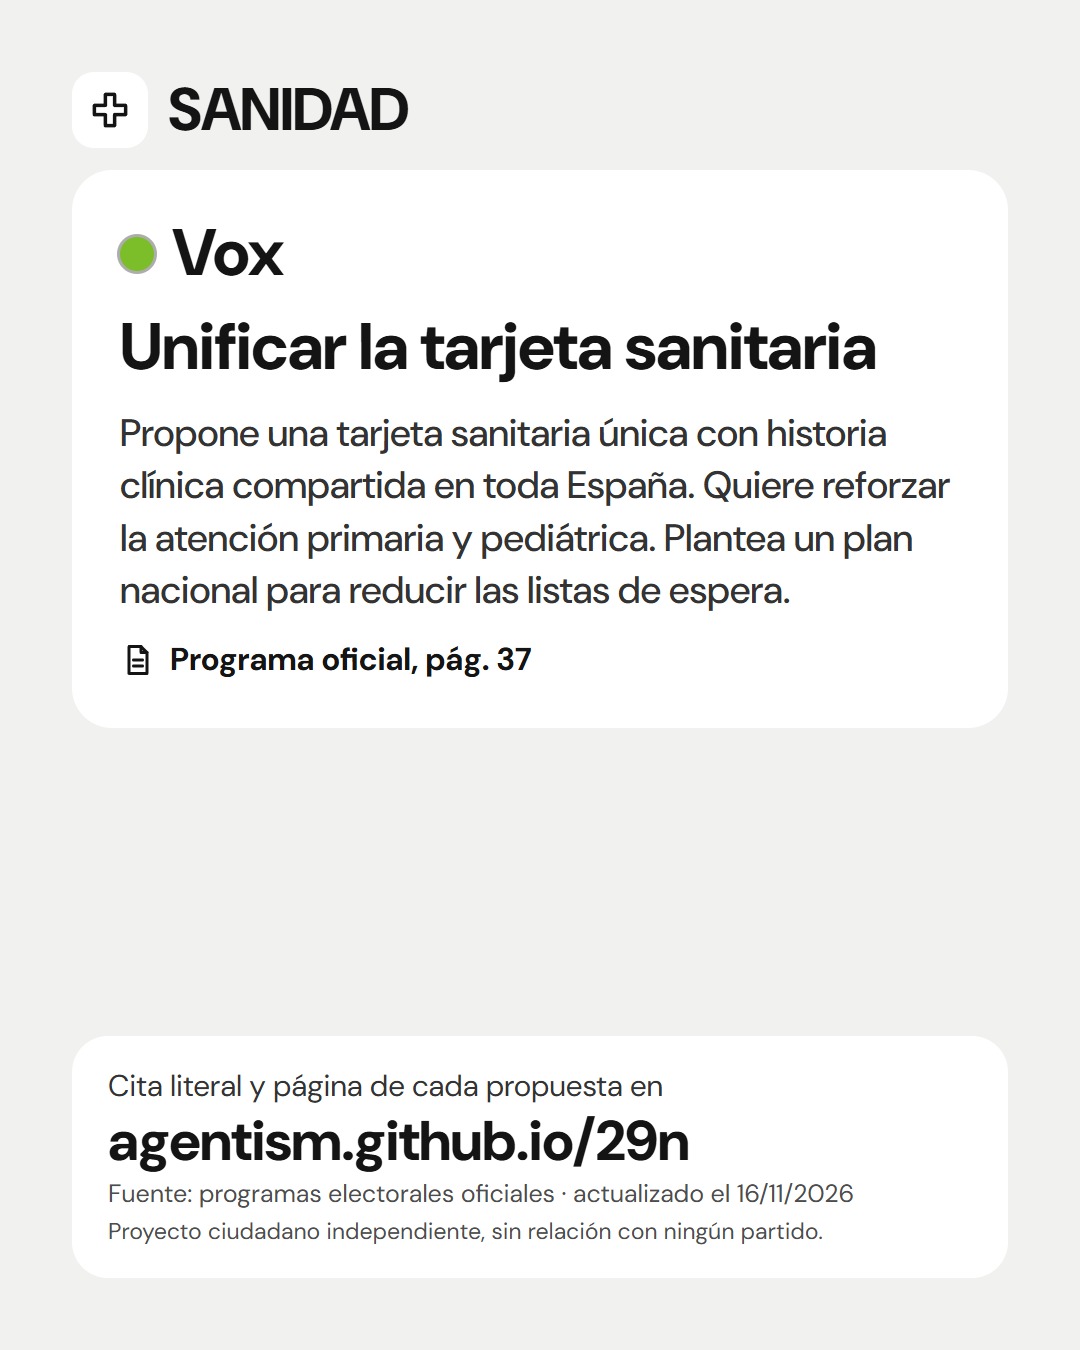 SANIDAD
Vox
Unificar la tarjeta sanitaria
Propone una tarjeta sanitaria única con historia
clínica compartida en toda España. Quiere reforzar
la atención primaria y pediátrica. Plantea un plan
nacional para reducir las listas de espera.
Programa oficial, pág. 37
Cita literal y página de cada propuesta en
agentism.github.io/29n
Fuente: programas electorales oficiales · actualizado el 16/11/2026
Proyecto ciudadano independiente, sin relación con ningún partido.